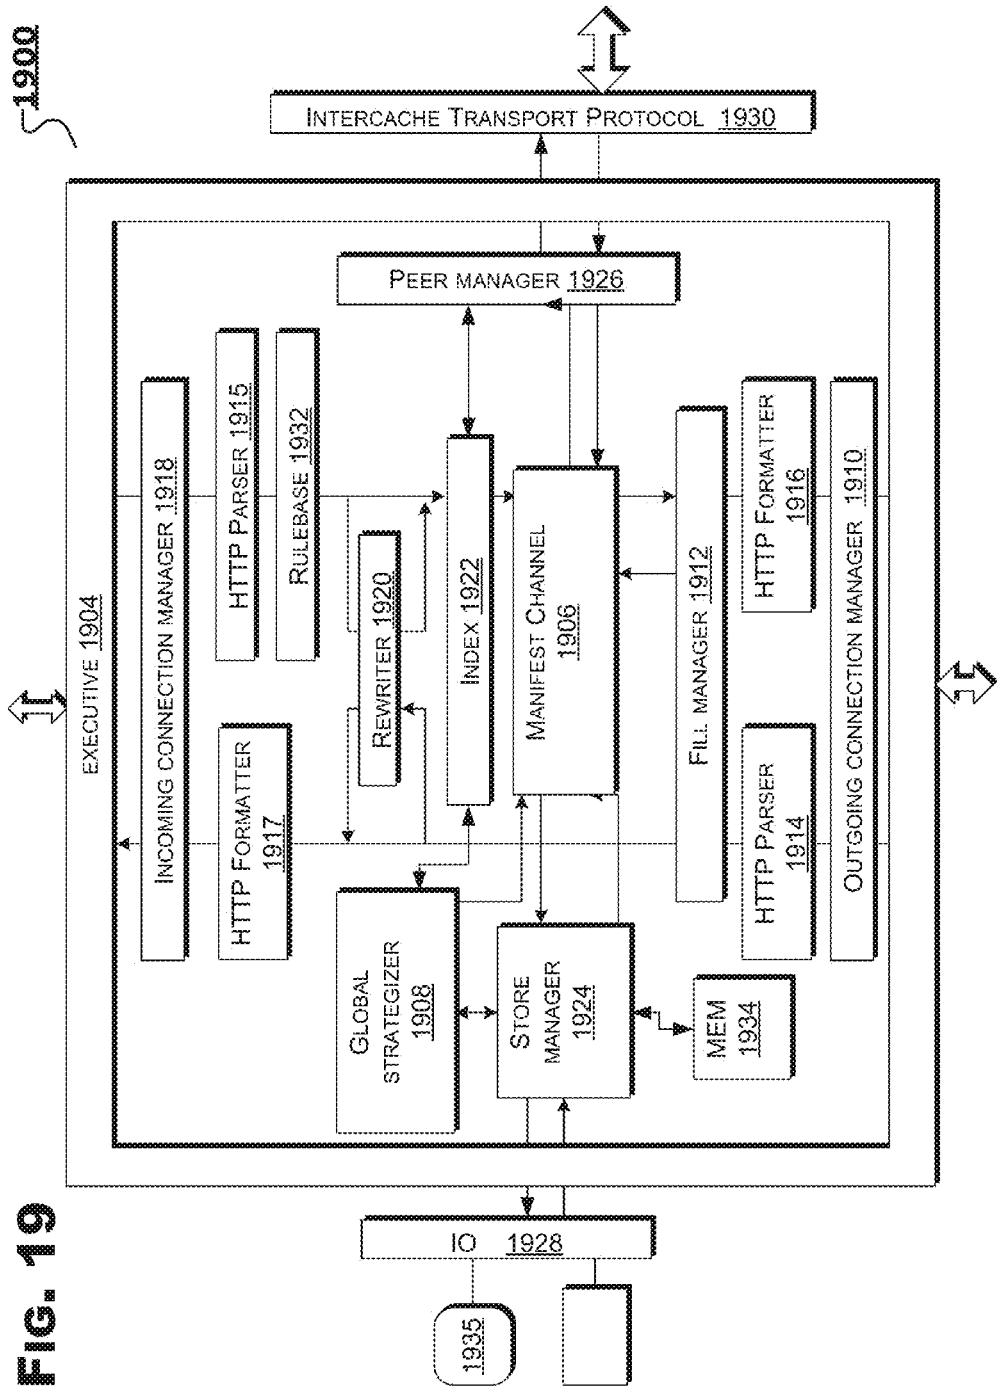 FIG. 19
1900
EXECUTIVE 1904
INCOMING CONNECTION MANAGER 1918
HTTP FORMATTER
1917
HTTP PARSER 1915
RULEBASE 1932
REWRITER 1920
GLOBAL
STRATEGIZER
1908
INDEX 1922
PEER MANAGER 1926
INTERCACHE TRANSPORT PROTOCOL 1930
IO 1928
1935
STORE
MANAGER
1924
MANIFEST CHANNEL
1906
MEM
1934
FILL MANAGER 1912
HTTP PARSER
1914
HTTP FORMATTER
1916
OUTGOING CONNECTION MANAGER 1910